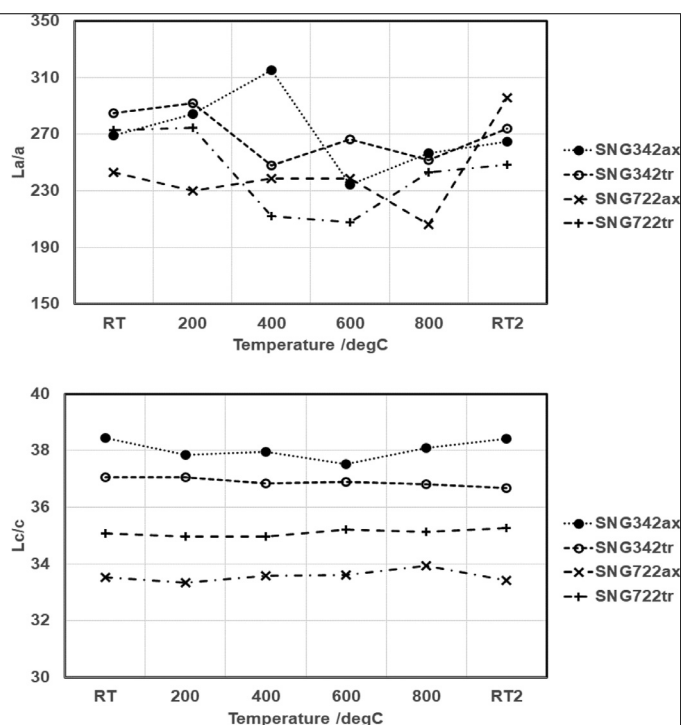 350
310
270
230
190
150
La/a
RT 200 400 600 800 RT2
Temperature /degC
SNG342ax
SNG342tr
SNG722ax
SNG722tr
40
38
36
34
32
30
Lc/c
RT 200 400 600 800 RT2
Temperature /degC
SNG342ax
SNG342tr
SNG722ax
SNG722tr